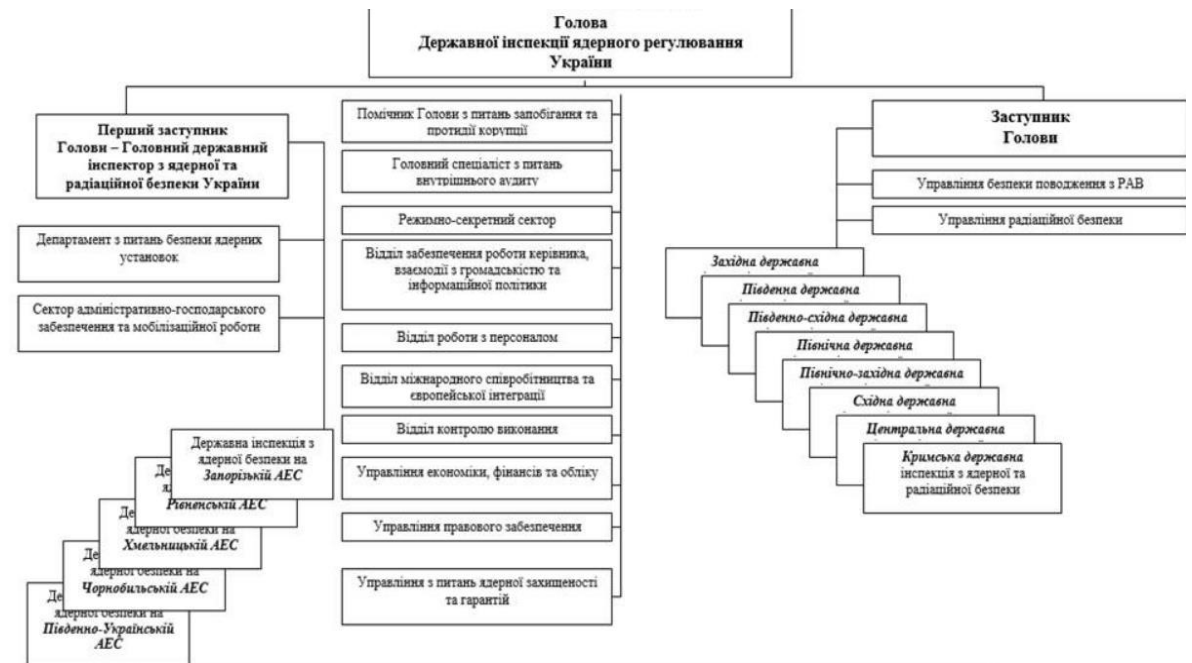 Голова
Державної інспекції ядерного регулювання
України
Перший заступник
Голови – Головний державний
інспектор з ядерної та
радіаційної безпеки України
Департамент з питань безпеки ядерних
установок
Сектор адміністративно-господарського
забезпечення та мобілізаційної роботи
Державна інспекція з
ядерної безпеки на
Запорізькій АЕС
Рівненській АЕС
ядерної безпеки на
Хмельницькій АЕС
ядерної безпеки на
Чорнобильській АЕС
ядерної безпеки на
Південно-Українській
АЕС
Помічник Голови з питань запобігання та
протидії корупції
Головний спеціаліст з питань
внутрішнього аудиту
Режимно-секретний сектор
Відділ забезпечення роботи керівника,
взаємодії з громадськістю та
інформаційної політики
Відділ роботи з персоналом
Відділ міжнародного співробітництва та
європейської інтеграції
Відділ контролю виконання
Управління економіки, фінансів та обліку
Управління правового забезпечення
Управління з питань ядерної захищеності
та гарантій
Заступник
Голови
Управління безпеки поводження з РАВ
Управління радіаційної безпеки
Західна державна
Південна державна
Південно-східна державна
Північна державна
Північно-західна державна
Східна державна
Центральна державна
Кримська державна
інспекція з ядерної та
радіаційної безпеки